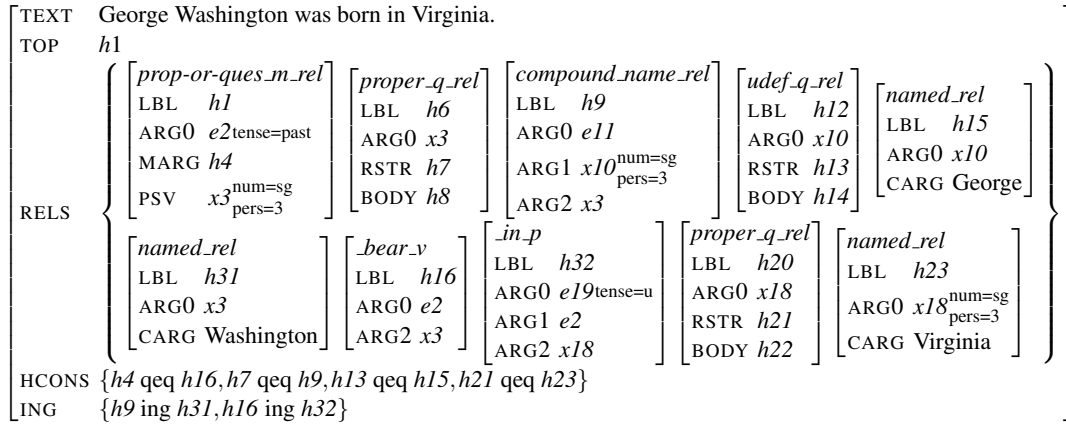 TEXT George Washington was born in Virginia.
TOP h1
RELS
prop-or-ques_m_rel
LBL h1
ARG0 e2 tense=past
MARG h4
PSV x3 num=sg pers=3
proper_q_rel
LBL h6
ARG0 x3
RSTR h7
BODY h8
compound_name_rel
LBL h9
ARG0 e11
ARG1 x10 num=sg pers=3
ARG2 x3
udef_q_rel
LBL h12
ARG0 x10
RSTR h13
BODY h14
named_rel
LBL h15
ARG0 x10
CARG George
named_rel
LBL h31
ARG0 x3
CARG Washington
_bear_v
LBL h16
ARG0 e2
ARG2 x3
_in_p
LBL h32
ARG0 e19 tense=u
ARG1 e2
ARG2 x18
proper_q_rel
LBL h20
ARG0 x18
RSTR h21
BODY h22
named_rel
LBL h23
ARG0 x18 num=sg pers=3
CARG Virginia
HCONS {h4 qeq h16, h7 qeq h9, h13 qeq h15, h21 qeq h23}
ING {h9 ing h31, h16 ing h32}